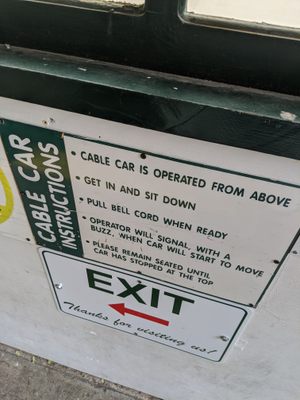 CABLE CAR
INSTRUCTIONS
• CABLE CAR IS OPERATED FROM ABOVE
• GET IN AND SIT DOWN
• PULL BELL CORD WHEN READY
• OPERATOR WILL SIGNAL, WITH A
BUZZ, WHEN CAR WILL START TO MOVE
• PLEASE REMAIN SEATED UNTIL
CAR HAS STOPPED AT THE TOP
EXIT
Thanks for visiting us!